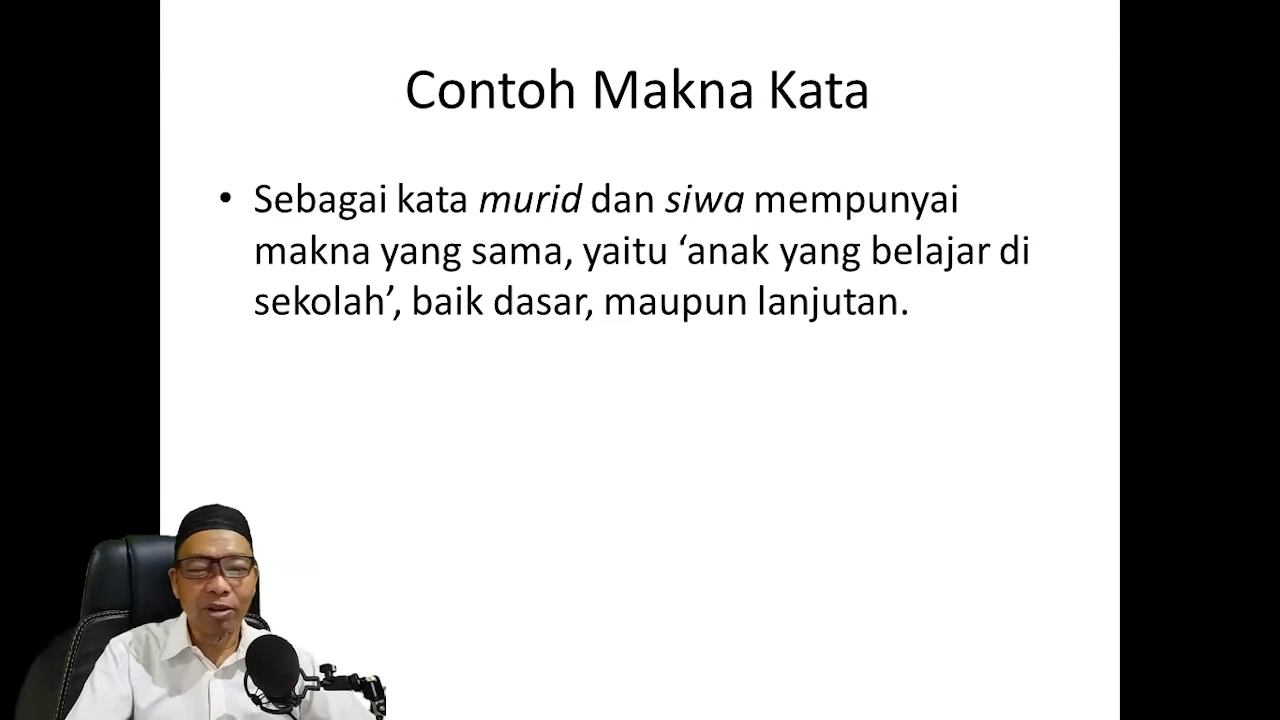 Contoh Makna Kata
• Sebagai kata murid dan siwa mempunyai
makna yang sama, yaitu ‘anak yang belajar di
sekolah’, baik dasar, maupun lanjutan.